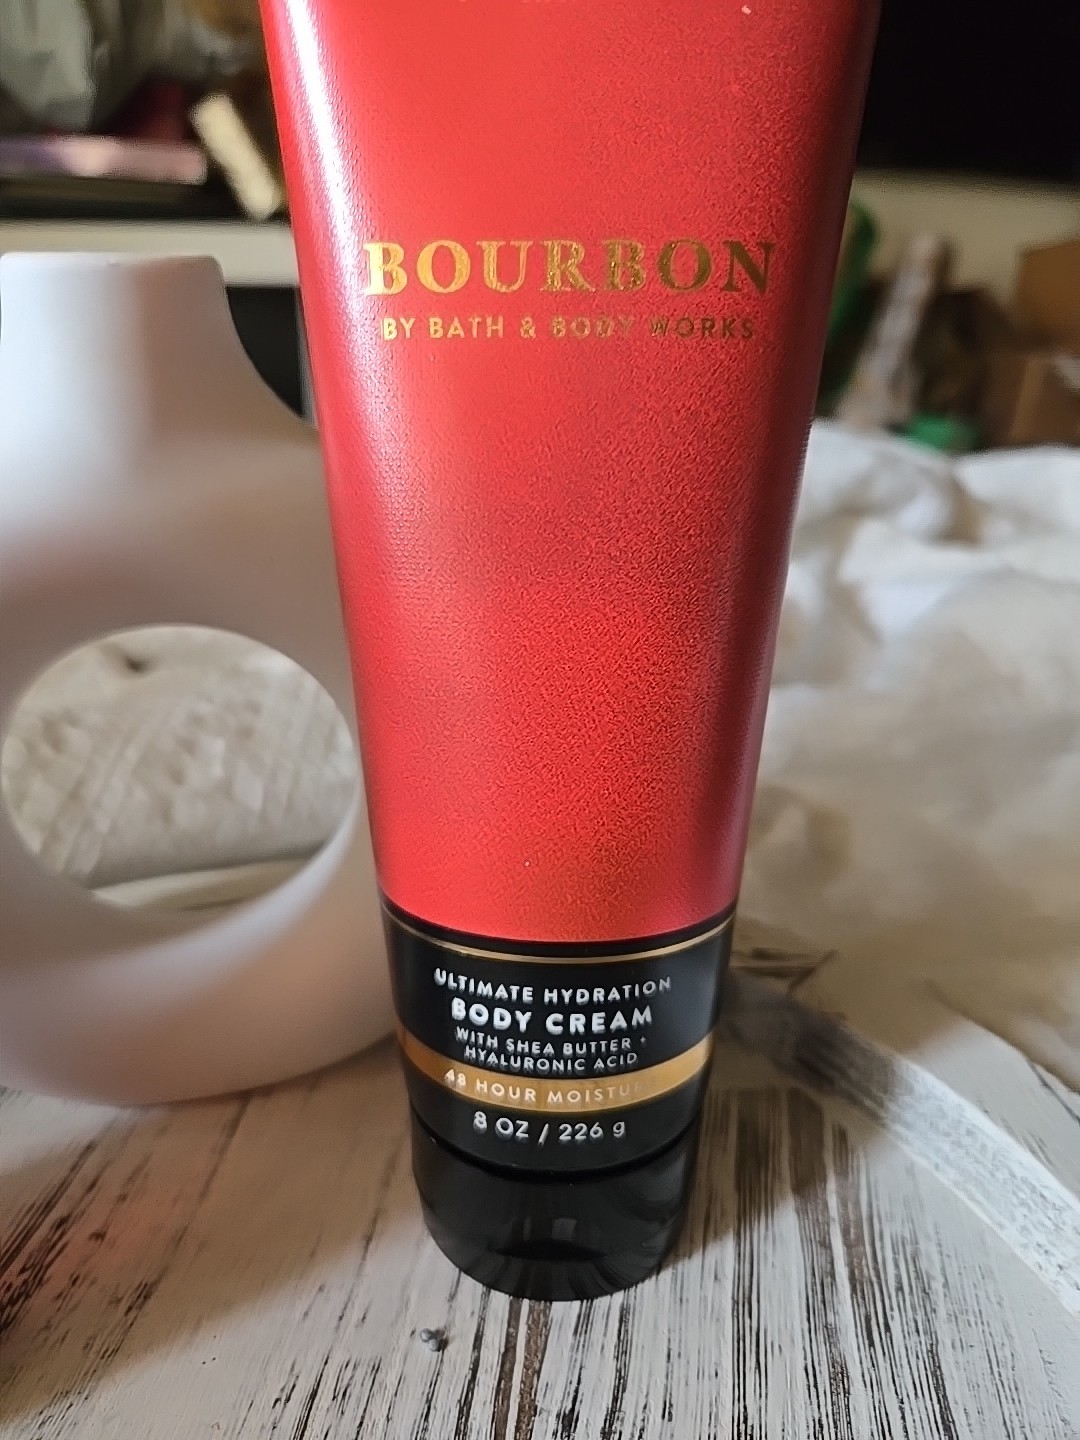 BOURBON
BY BATH & BODY WORKS
ULTIMATE HYDRATION
BODY CREAM
WITH SHEA BUTTER +
HYALURONIC ACID
48 HOUR
8 OZ / 226 g